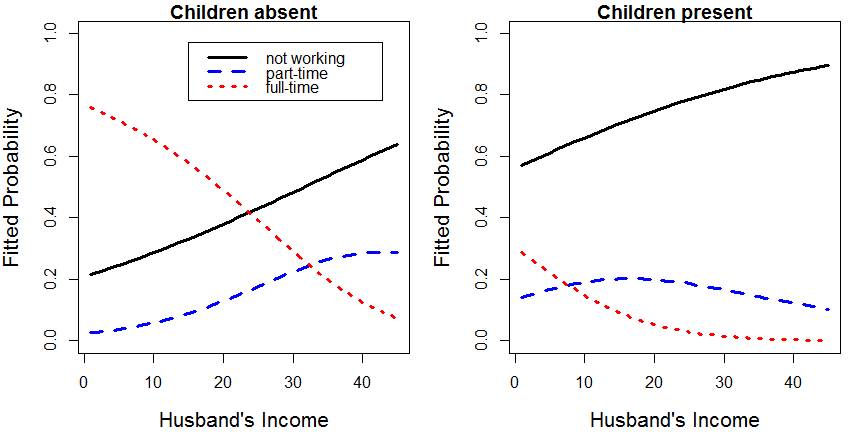 Children absent
1.0
0.8
0.6
0.4
0.2
0.0
Fitted Probability
not working
part-time
full-time
0
10
20
30
40
Husband's Income
Children present
1.0
0.8
0.6
0.4
0.2
0.0
Fitted Probability
0
10
20
30
40
Husband's Income